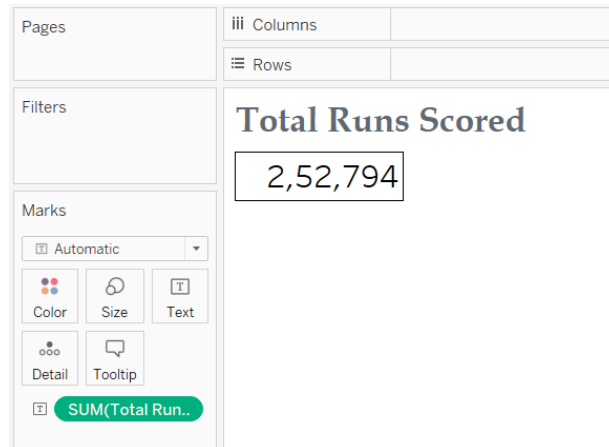 Pages
Columns
Rows
Filters
Total Runs Scored
2,52,794
Marks
Automatic
Color Size Text
Detail Tooltip
SUM(Total Run..